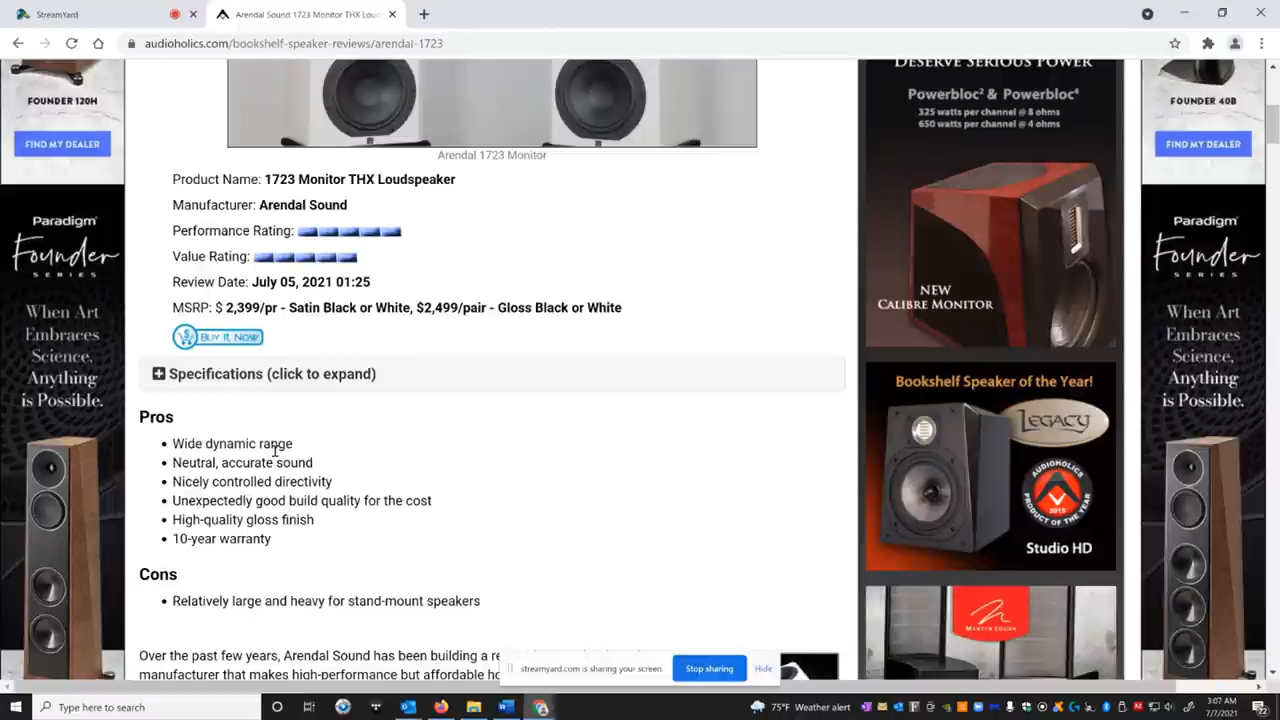 StreamYard
Arendal Sound 1723 Monitor THX Lou
audioholics.com/bookshelf-speaker-reviews/arendal-1723
FOUNDER 120H
FIND MY DEALER
Paradigm
Founder
SERIES
When Art
Embraces
Science,
Anything
is Possible.
Arendal 1723 Monitor
Product Name: 1723 Monitor THX Loudspeaker
Manufacturer: Arendal Sound
Performance Rating:
Value Rating:
Review Date: July 05, 2021 01:25
MSRP: $ 2,399/pr - Satin Black or White, $2,499/pair - Gloss Black or White
BUY IT NOW
Specifications (click to expand)
Pros
• Wide dynamic range
• Neutral, accurate sound
• Nicely controlled directivity
• Unexpectedly good build quality for the cost
• High-quality gloss finish
• 10-year warranty
Cons
• Relatively large and heavy for stand-mount speakers
Over the past few years, Arendal Sound has been building a re
manufacturer that makes high-performance but affordable ho
streamyard.com is sharing your screen.
Stop sharing
Hide
DESERVE SERIOUS POWER
Powerbloc² & Powerbloc⁴
325 watts per channel @ 8 ohms
650 watts per channel @ 4 ohms
NEW
CALIBRE MONITOR
Bookshelf Speaker of the Year!
LEGACY
AUDIOHOLICS
PRODUCT OF THE YEAR
Studio HD
MARTIN LOGAN
FOUNDER 40B
FIND MY DEALER
Paradigm
Founder
SERIES
When Art
Embraces
Science,
Anything
is Possible.
Type here to search
75°F Weather alert
3:07 AM
7/7/2021
22